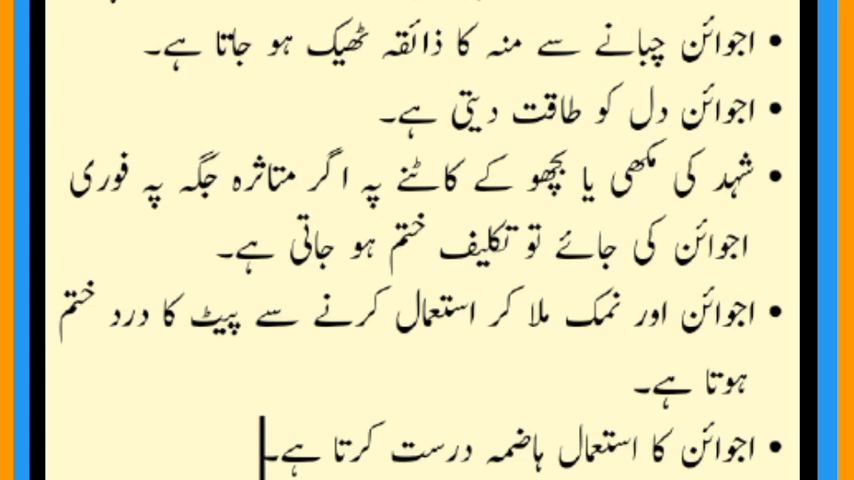 • اجوائن چبانے سے منہ کا ذائقہ ٹھیک ہو جاتا ہے۔
• اجوائن دل کو طاقت دیتی ہے۔
• شہد کی مکھی یا بچھو کے کاٹنے پہ اگر متاثرہ جگہ پہ فوری
اجوائن کی جائے تو تکلیف ختم ہو جاتی ہے۔
• اجوائن اور نمک ملا کر استعمال کرنے سے پیٹ کا درد ختم
ہوتا ہے۔
• اجوائن کا استعمال ہاضمہ درست کرتا ہے۔